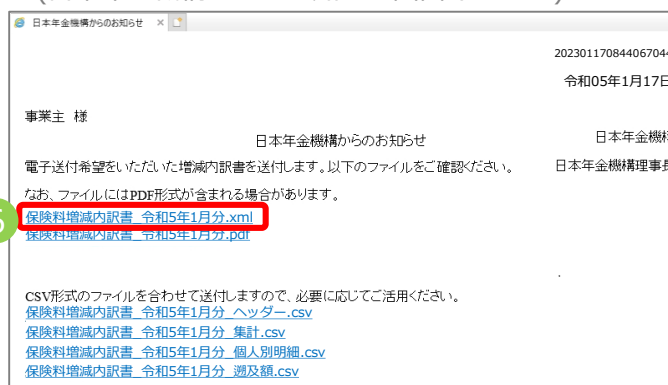 日本年金機構からのお知らせ
20230117084406704
令和05年1月17日
事業主 様
日本年金機構からのお知らせ
日本年金機
電子送付希望をいただいた増減内訳書を送付します。以下のファイルをご確認ください。
日本年金機構理事長
なお、ファイルにはPDF形式が含まれる場合があります。
保険料増減内訳書_令和5年1月分.xml
保険料増減内訳書_令和5年1月分.pdf
CSV形式のファイルを合わせて送付しますので、必要に応じてご活用ください。
保険料増減内訳書_令和5年1月分_ヘッダー.csv
保険料増減内訳書_令和5年1月分_集計.csv
保険料増減内訳書_令和5年1月分_個人別明細.csv
保険料増減内訳書_令和5年1月分_遡及額.csv